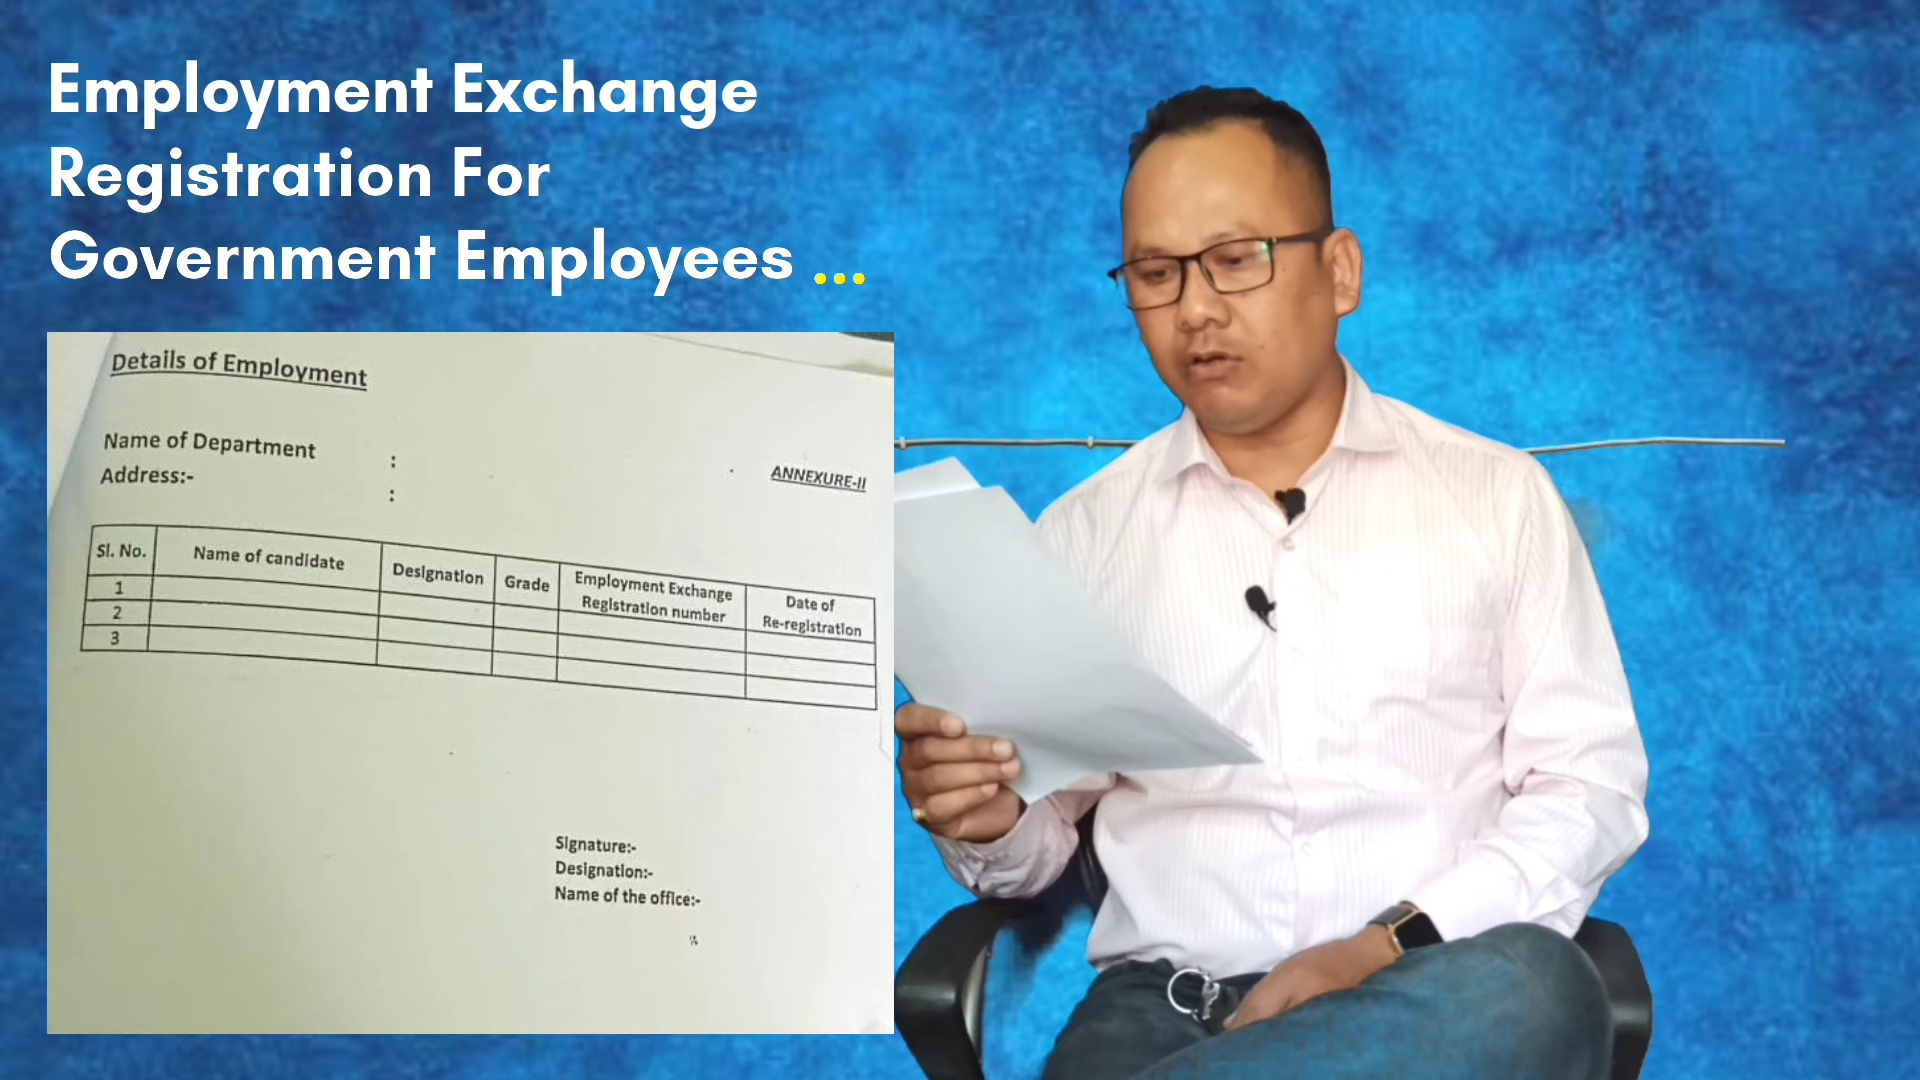 Employment Exchange
Registration For
Government Employees ...
Details of Employment
Name of Department :
Address:- :
ANNEXURE-II
Sl. No. Name of candidate Designation Grade Employment Exchange Registration number Date of Re-registration
1
2
3
Signature:-
Designation:-
Name of the office:-